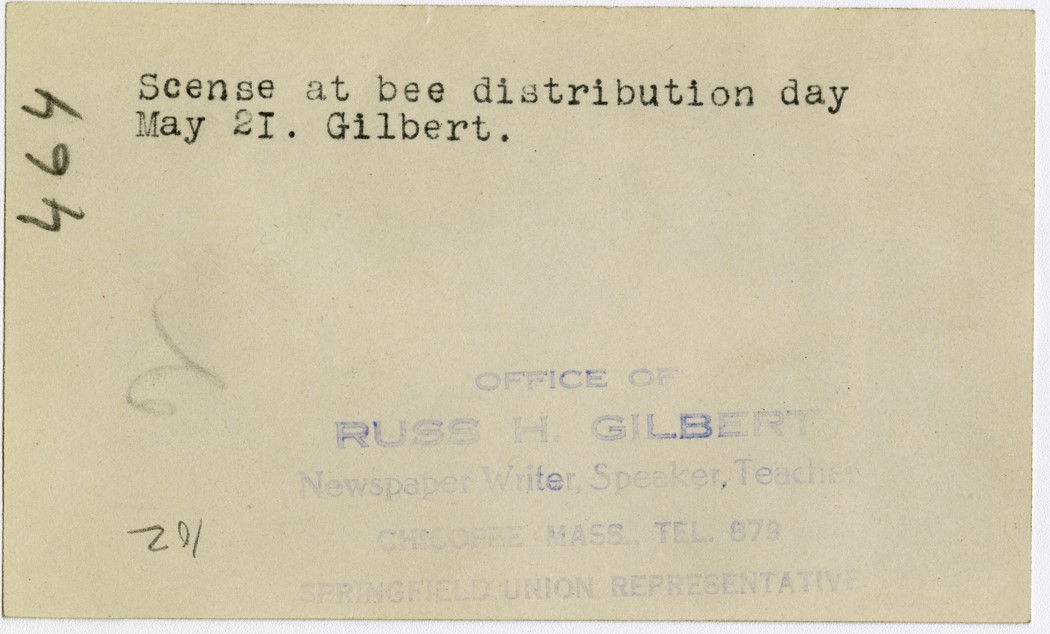 Scense at bee distribution day
May 2I. Gilbert.
464
OFFICE OF
RUSS H. GILBERT
Newspaper Writer, Speaker, Teacher
CHICOPEE MASS. TEL. 879
SPRINGFIELD UNION REPRESENTATIVE